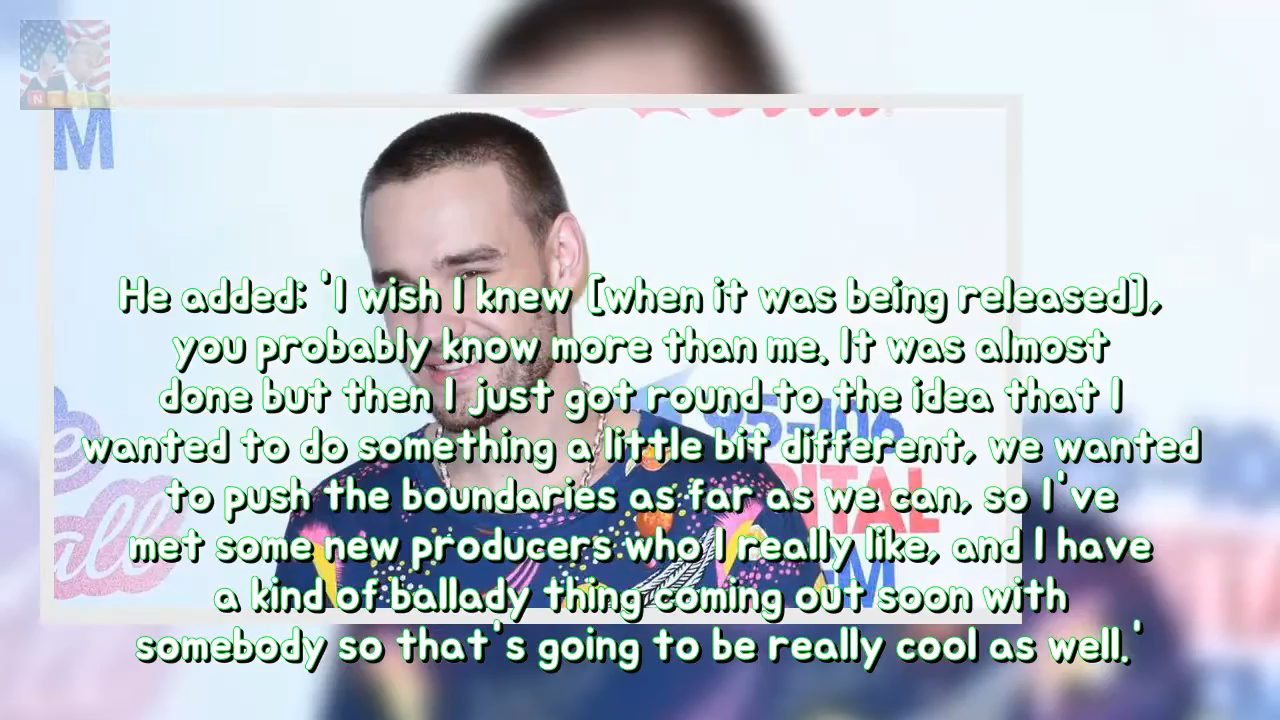 NEWS
M
He added: 'I wish I knew [when it was being released],
you probably know more than me. It was almost
done but then I just got round to the idea that I
wanted to do something a little bit different, we wanted
to push the boundaries as far as we can, so I've
met some new producers who I really like, and I have
a kind of ballady thing coming out soon with
somebody so that's going to be really cool as well.'